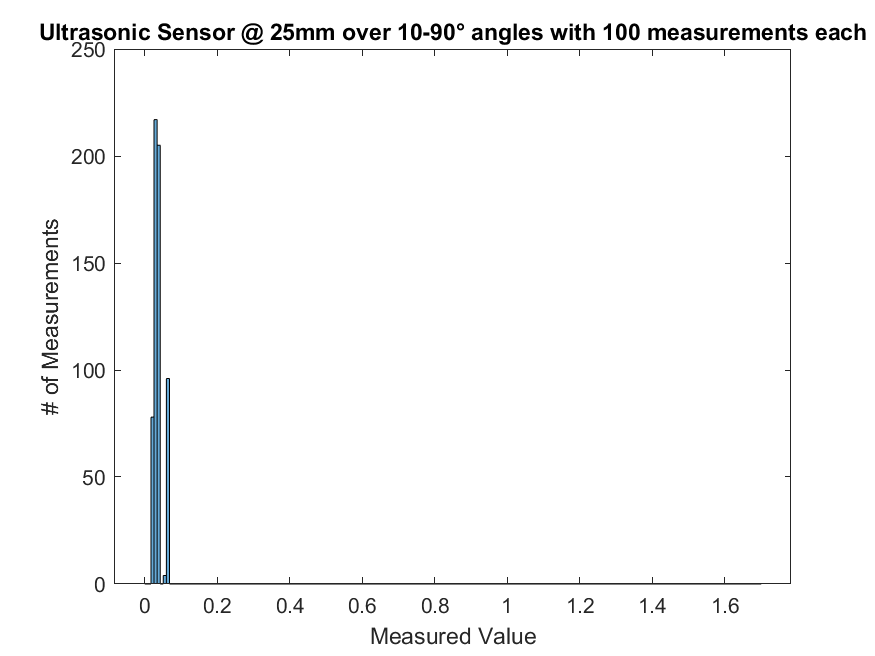 Ultrasonic Sensor @ 25mm over 10-90° angles with 100 measurements each
250
200
150
100
50
0
# of Measurements
0 0.2 0.4 0.6 0.8 1 1.2 1.4 1.6
Measured Value